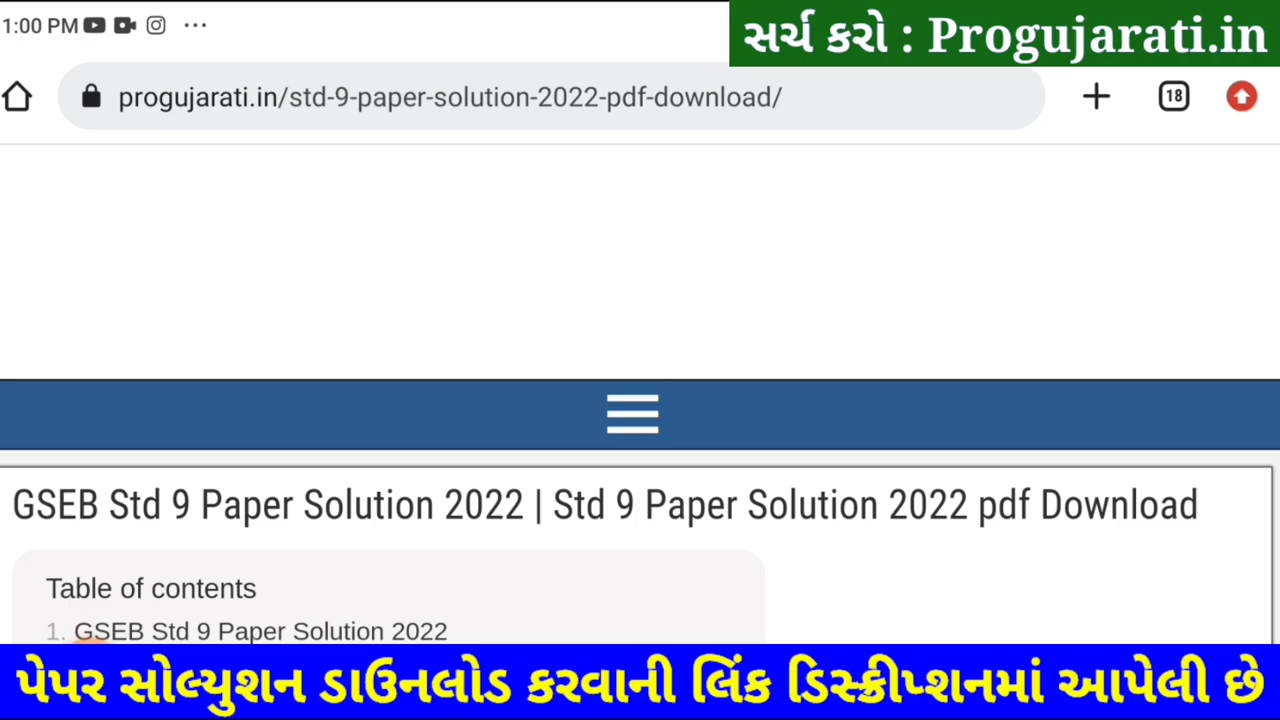 1:00 PM
સર્ચ કરો : Progujarati.in
progujarati.in/std-9-paper-solution-2022-pdf-download/
18
GSEB Std 9 Paper Solution 2022 | Std 9 Paper Solution 2022 pdf Download
Table of contents
1. GSEB Std 9 Paper Solution 2022
પેપર સોલ્યુશન ડાઉનલોડ કરવાની લિંક ડિસ્ક્રીપ્શનમાં આપેલી છે